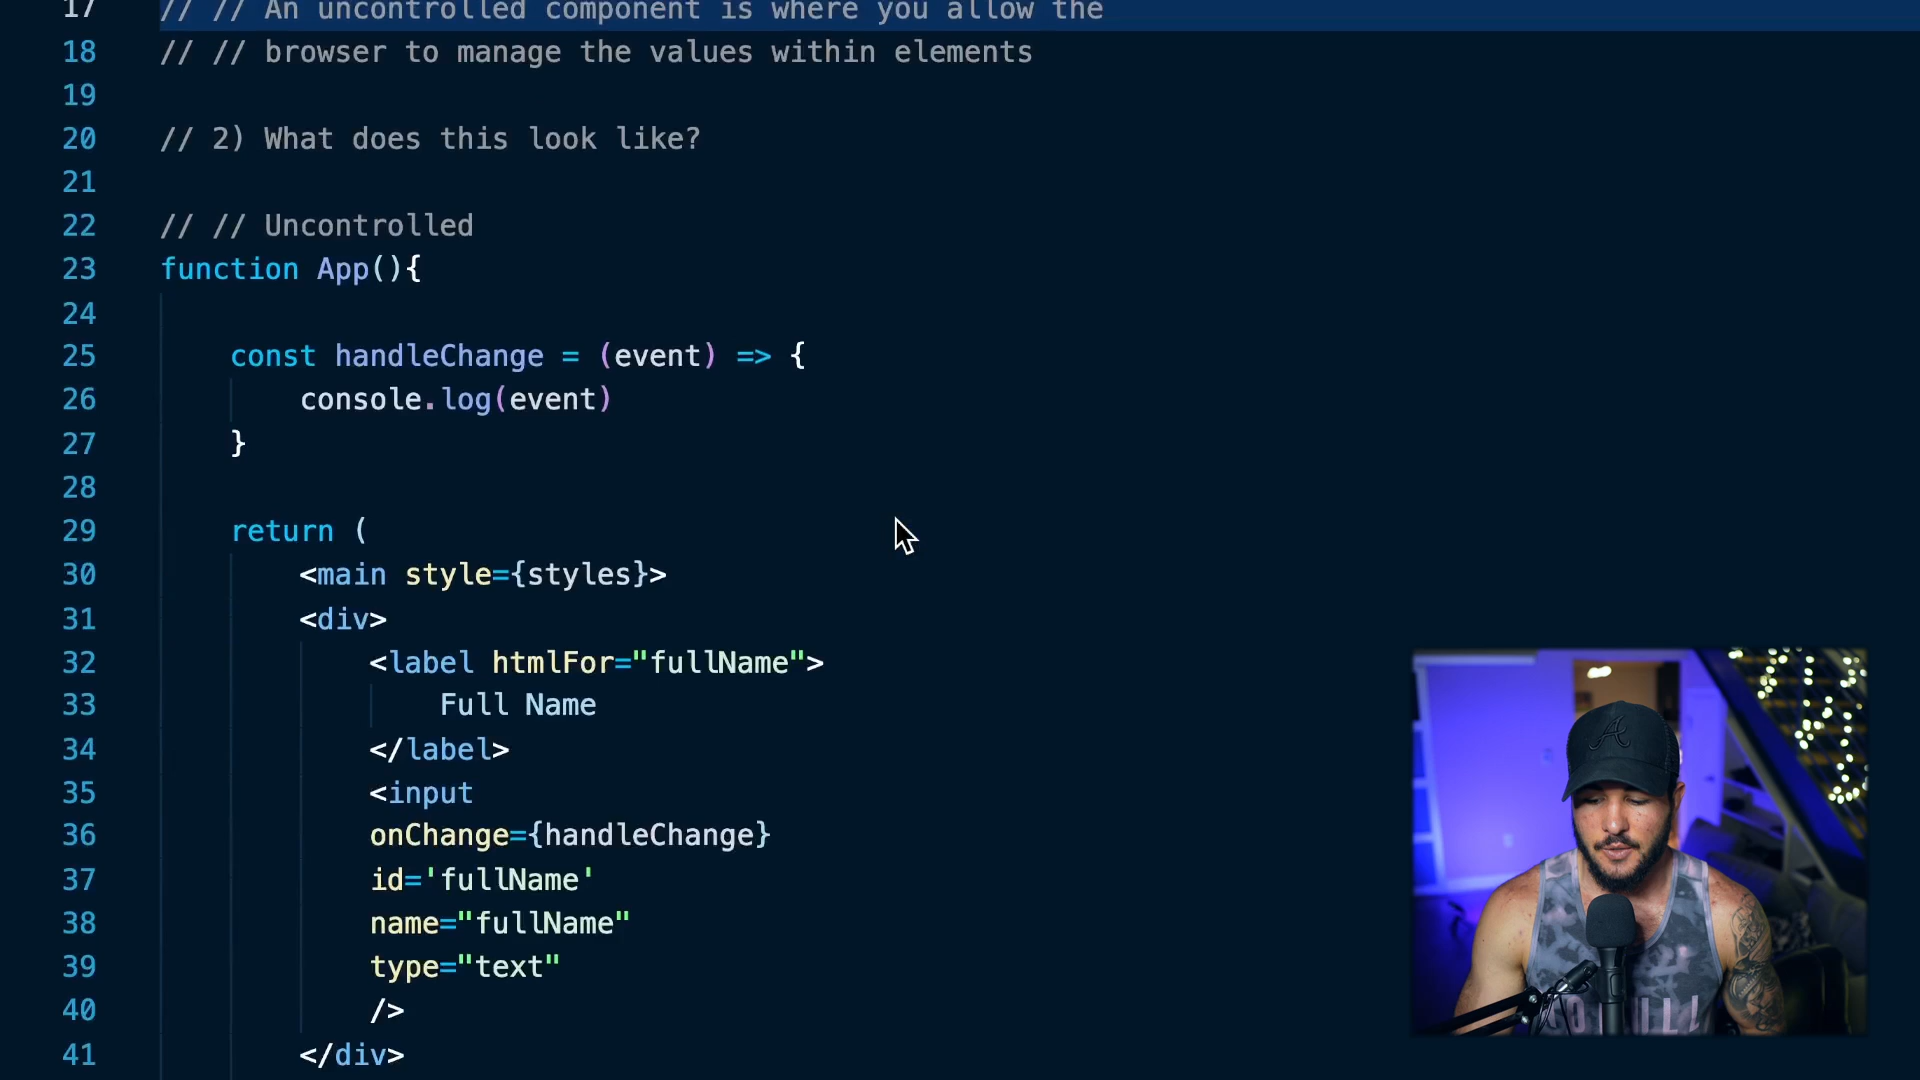 17 // // An uncontrolled component is where you allow the
18 // // browser to manage the values within elements
19
20 // 2) What does this look like?
21
22 // // Uncontrolled
23 function App(){
24
25 const handleChange = (event) => {
26 console.log(event)
27 }
28
29 return (
30 <main style={styles}>
31 <div>
32 <label htmlFor="fullName">
33 Full Name
34 </label>
35 <input
36 onChange={handleChange}
37 id='fullName'
38 name="fullName"
39 type="text"
40 />
41 </div>
A